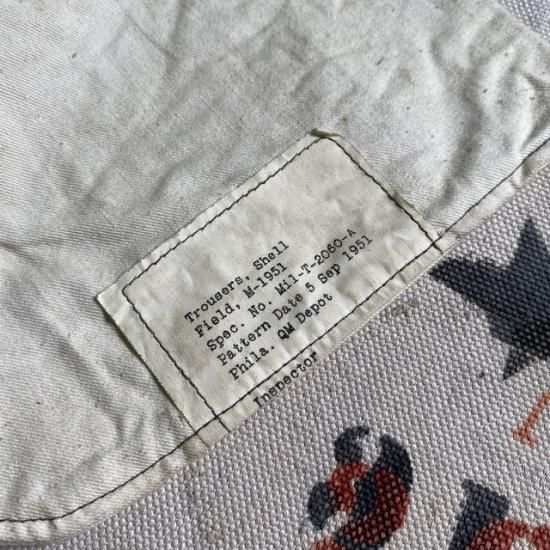 Trousers, Shell
Field, M-1951
Spec. No. Mil-T-2060-A
Pattern Date 5 Sep 1951
Phila. QM Depot
Inspector